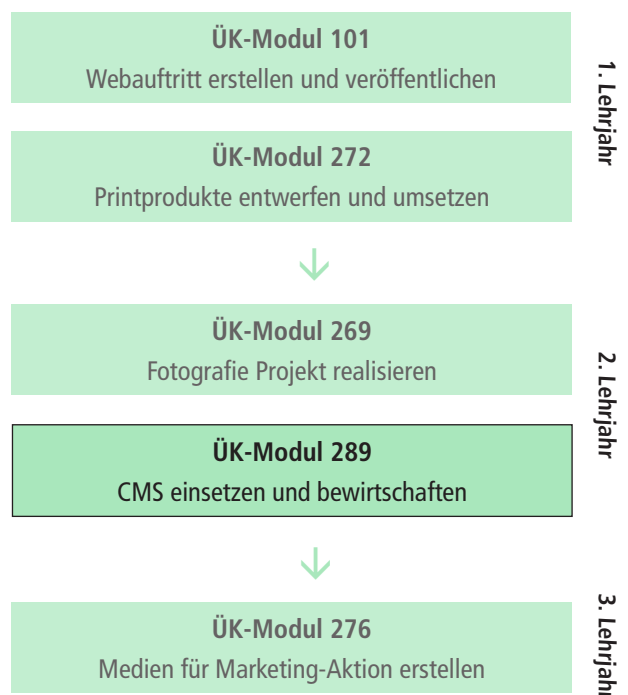 ÜK-Modul 101
Webauftritt erstellen und veröffentlichen
ÜK-Modul 272
Printprodukte entwerfen und umsetzen
1. Lehrjahr
ÜK-Modul 269
Fotografie Projekt realisieren
ÜK-Modul 289
CMS einsetzen und bewirtschaften
2. Lehrjahr
ÜK-Modul 276
Medien für Marketing-Aktion erstellen
3. Lehrjahr